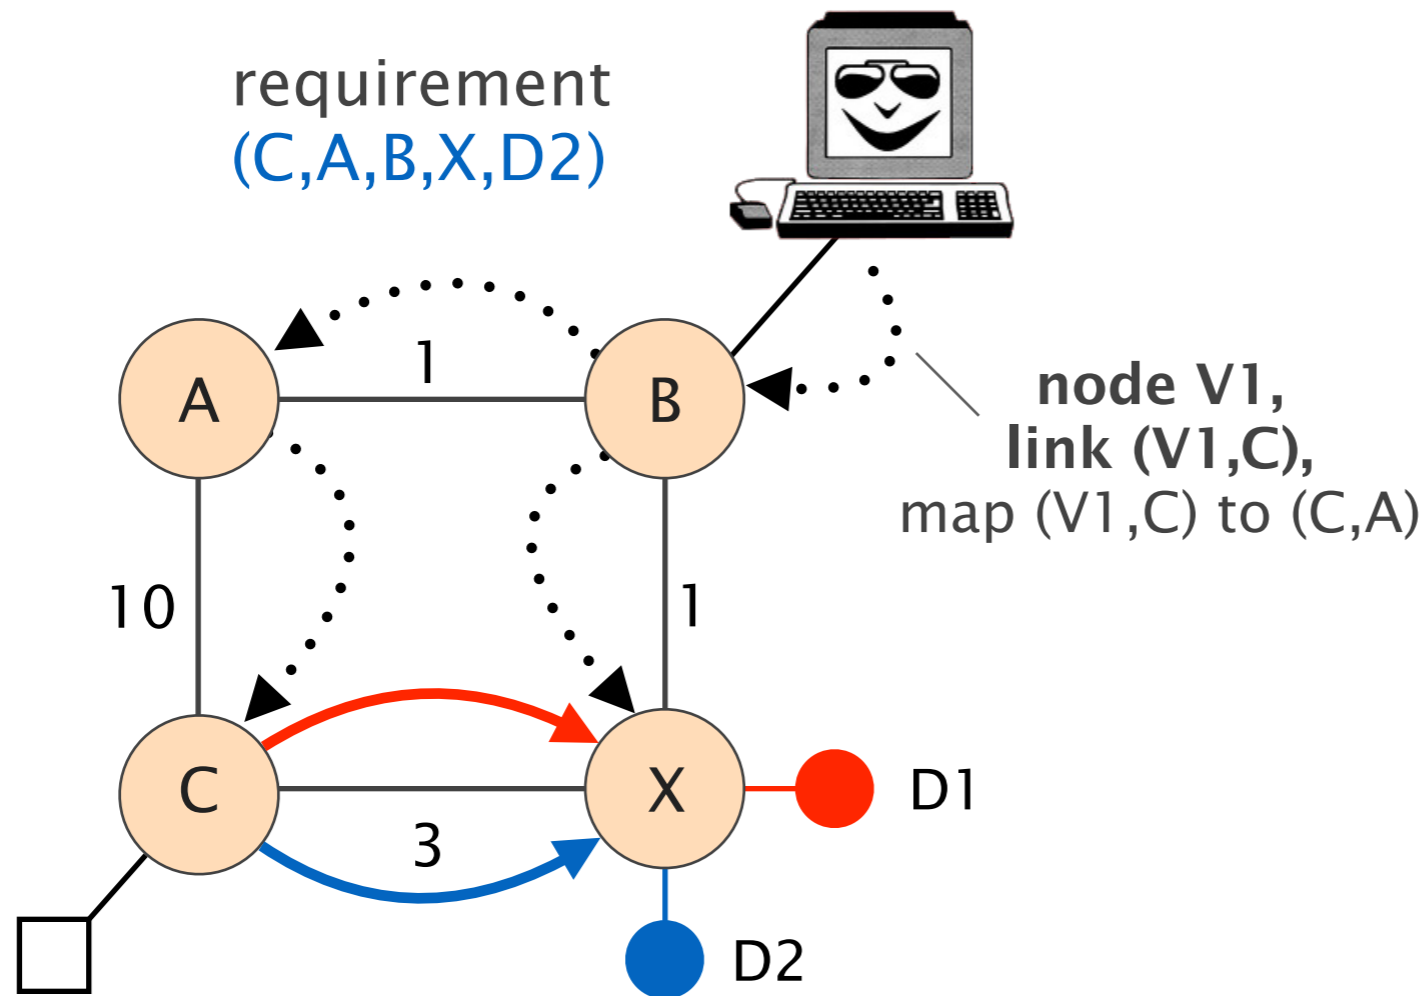 requirement
(C,A,B,X,D2)
A
1
B
node V1,
link (V1,C),
map (V1,C) to (C,A)
10
1
C
X
D1
3
D2